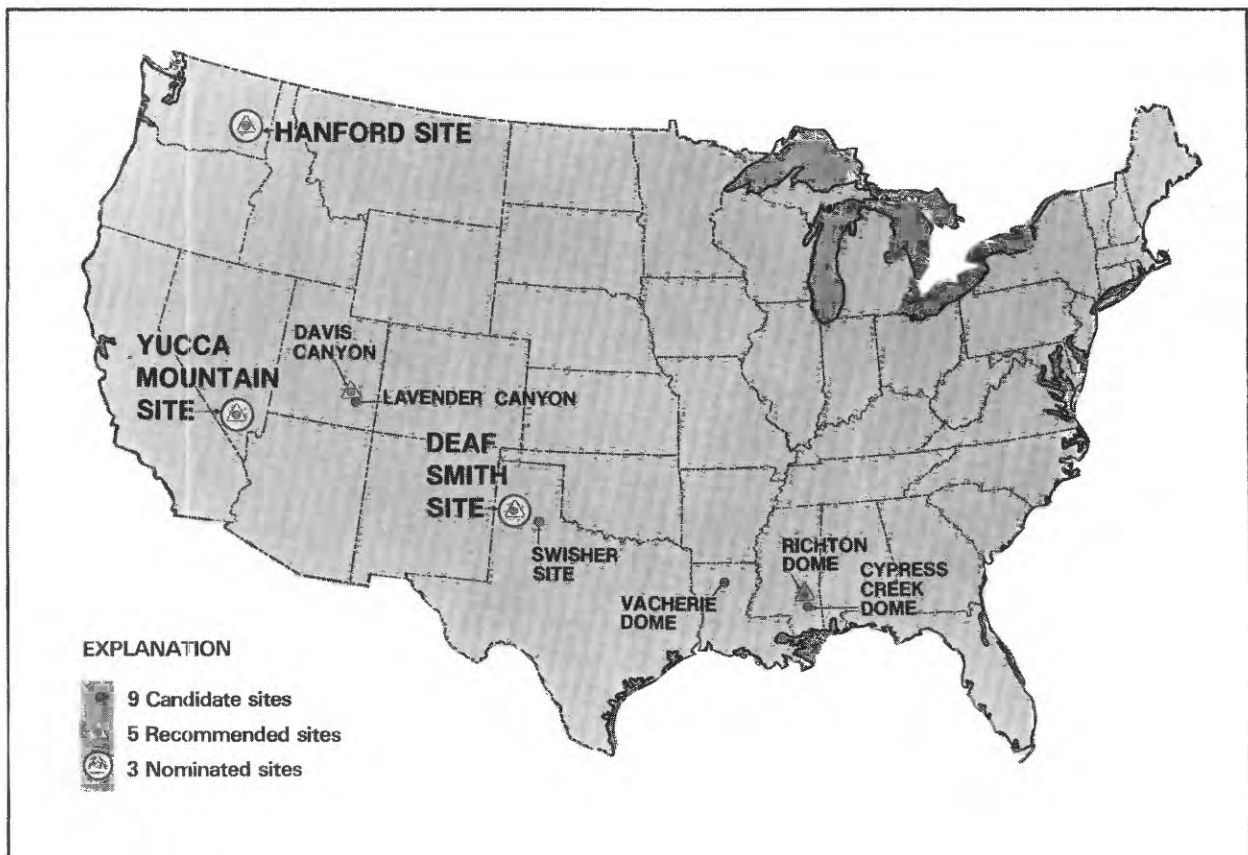 HANFORD SITE
YUCCA
MOUNTAIN
SITE
DAVIS
CANYON
LAVENDER CANYON
DEAF
SMITH
SITE
SWISHER
SITE
VACHERIE
DOME
RICHTON
DOME
CYPRESS
CREEK
DOME
EXPLANATION
9 Candidate sites
5 Recommended sites
3 Nominated sites